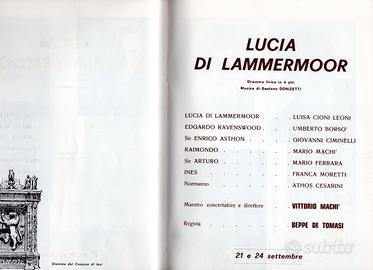 Stemma del Comune di Iesi
LUCIA
DI LAMMERMOOR
Dramma lirico in 4 atti
Musica di Gaetano DONIZETTI
LUCIA DI LAMMERMOOR . LUISA CIONI LEONI
EDGARDO RAVENSWOOD . . UMBERTO BORSO'
Sir ENRICO ASTHON . . . GIOVANNI CIMINELLI
RAIMONDO . . . . . MARIO MACHI'
Sir ARTURO . . . . . MARIO FERRARA
INES . . . . . . FRANCA MORETTI
Normanno . . . . . ATHOS CESARINI
Maestro concertatore e direttore . VITTORIO MACHI'
Regista . . . . . . BEPPE DE TOMASI
21 e 24 settembre
subito